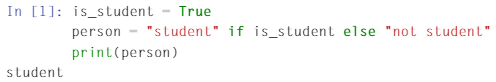 In [1]: is_student = True
person = "student" if is_student else "not student"
print(person)
student